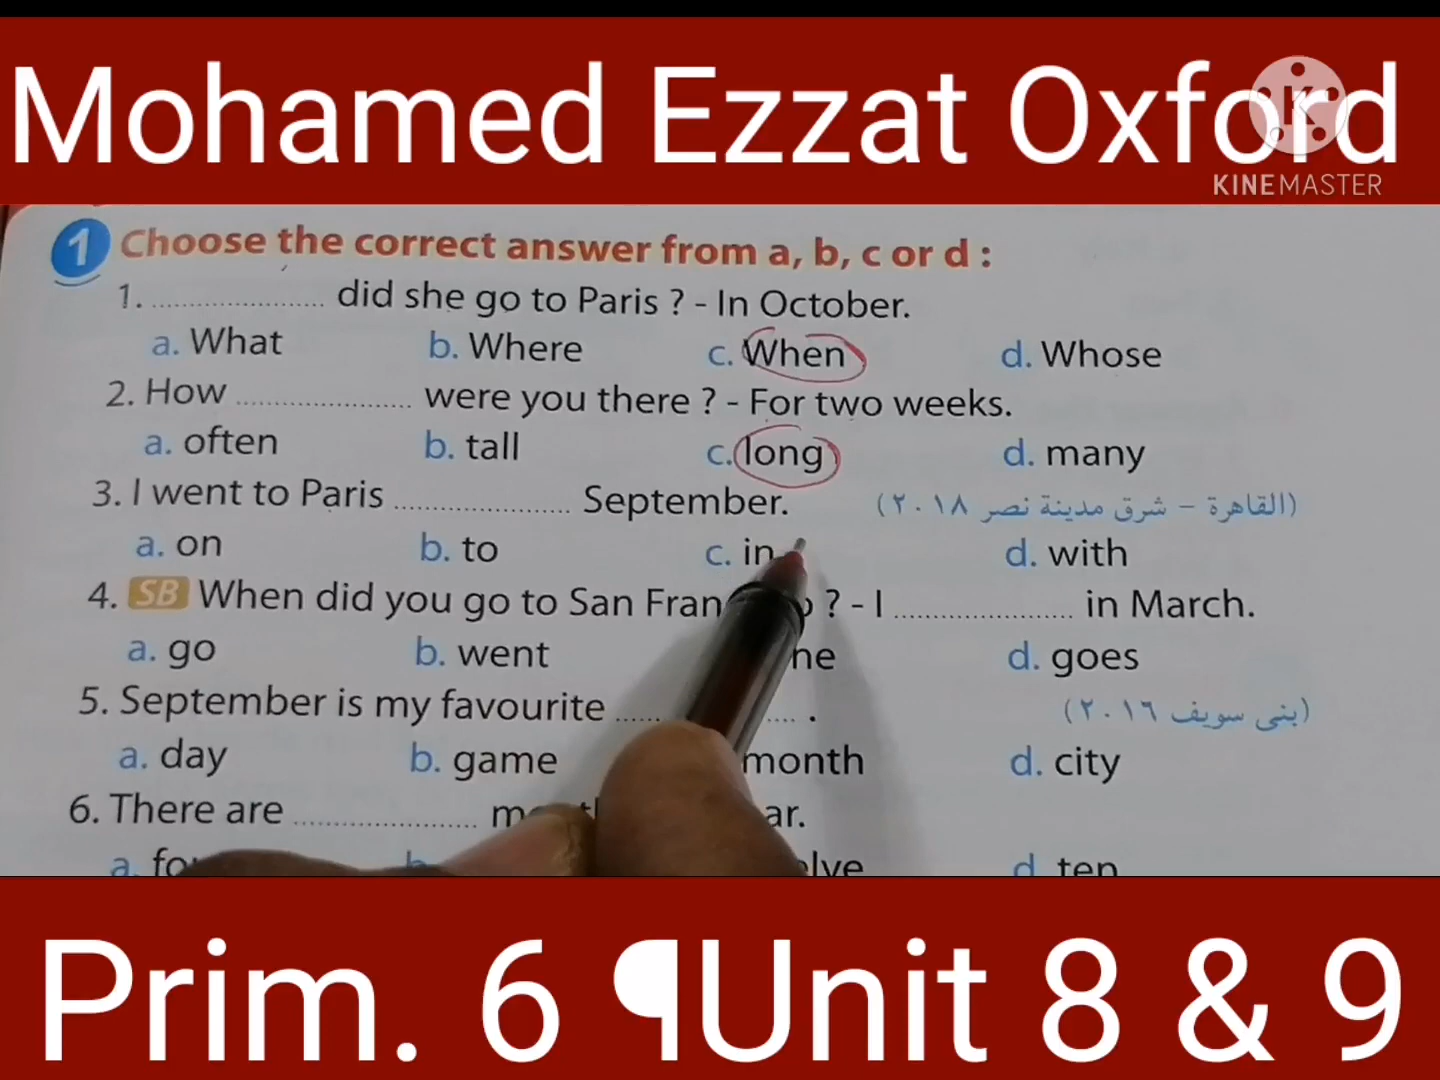 Mohamed Ezzat Oxford
KINEMASTER
1 Choose the correct answer from a, b, c or d :
1. .................... did she go to Paris ? - In October.
a. What b. Where c. When d. Whose
2. How .................... were you there ? - For two weeks.
a. often b. tall c. long d. many
3. I went to Paris .................... September. (القاهرة – شرق مدينة نصر ٢٠١٨)
a. on b. to c. in d. with
4. SB When did you go to San ? - I .................... in March.
a. go b. went d. goes
5. September is my favourite .................... . (بنى سويف ٢٠١٦)
a. day b. game month d. city
6. There are ....................
a. d. ten
Prim. 6 ¶Unit 8 & 9